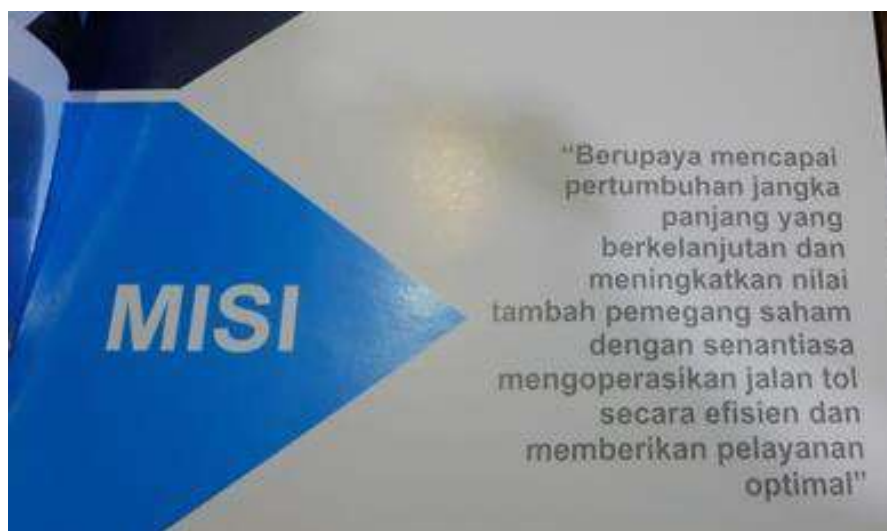 MISI
"Berupaya mencapai
pertumbuhan jangka
panjang yang
berkelanjutan dan
meningkatkan nilai
tambah pemegang saham
dengan senantiasa
mengoperasikan jalan tol
secara efisien dan
memberikan pelayanan
optimal"